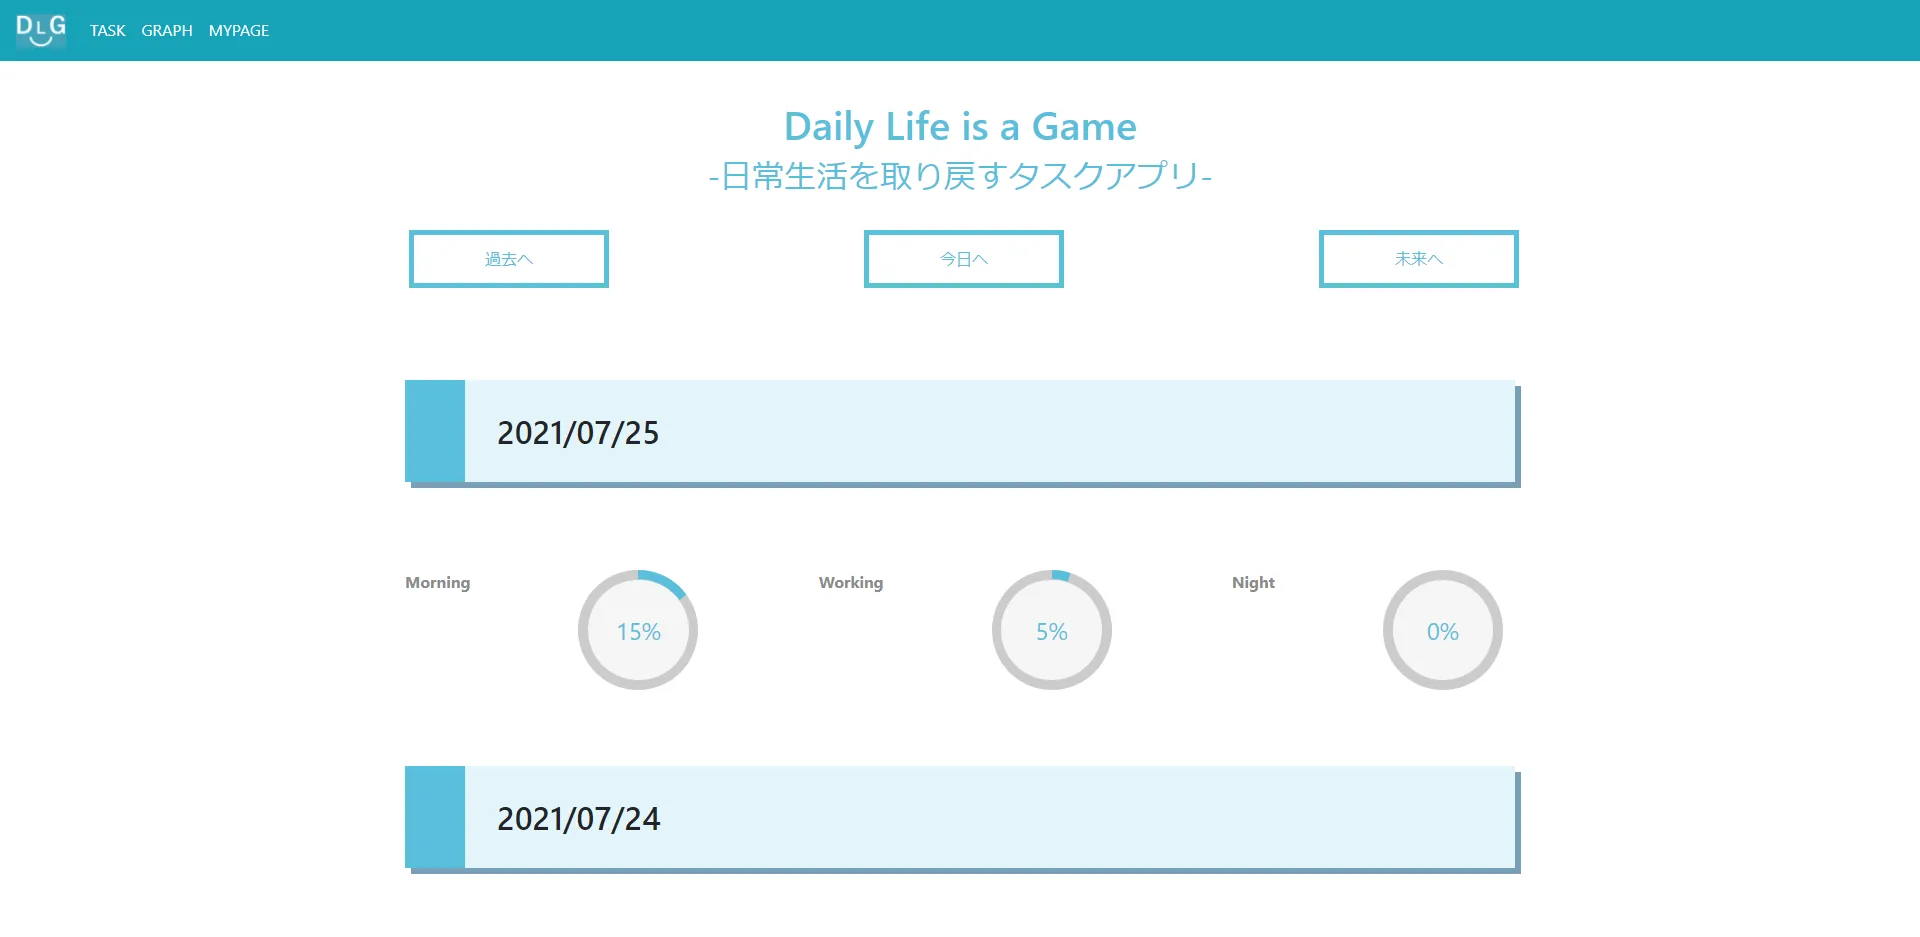 DLG
TASK GRAPH MYPAGE
Daily Life is a Game
-日常生活を取り戻すタスクアプリ-
過去へ 今日へ 未来へ
2021/07/25
Morning 15% Working 5% Night 0%
2021/07/24